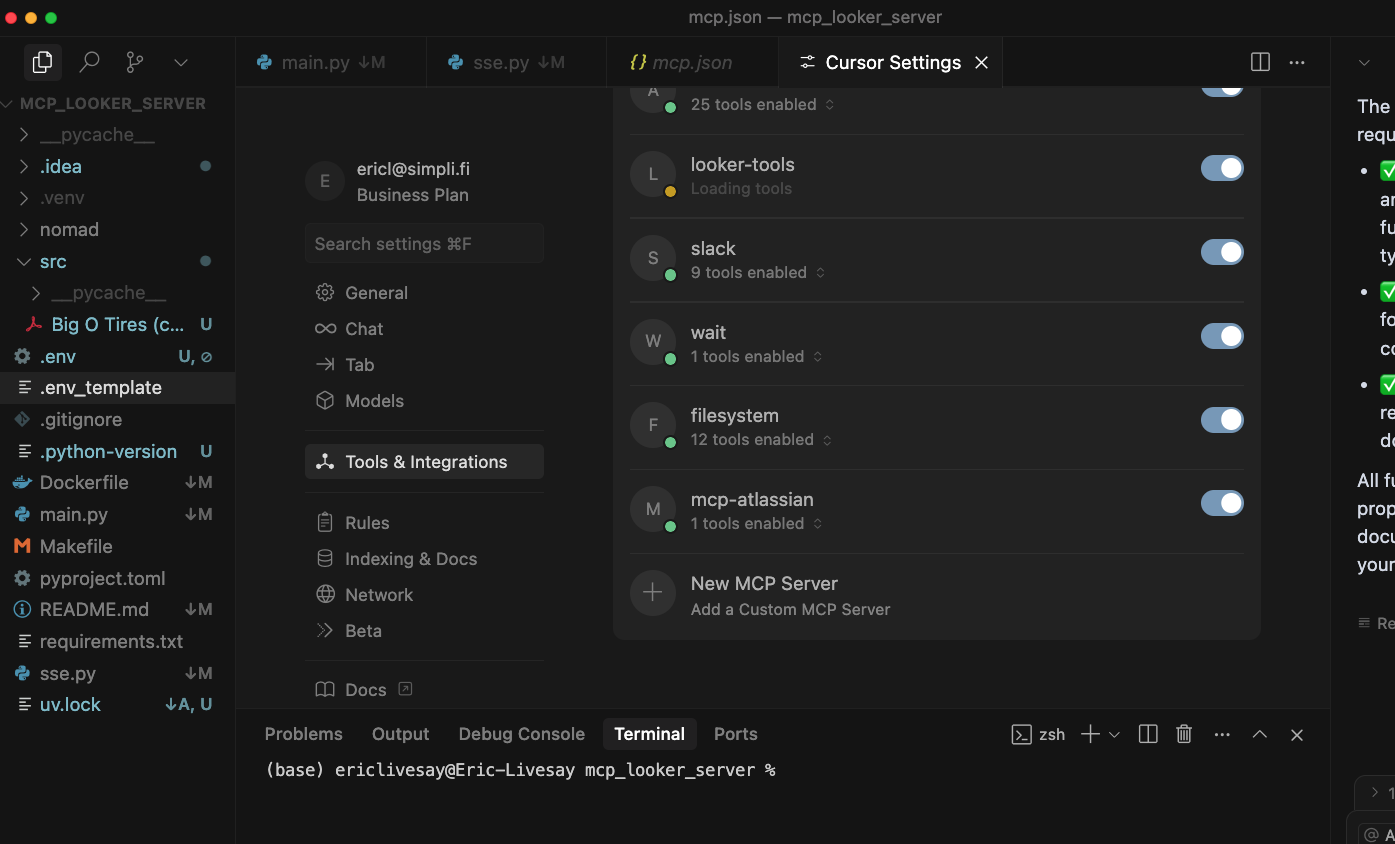 mcp.json — mcp_looker_server
main.py ↓M
sse.py ↓M
{} mcp.json
Cursor Settings
MCP_LOOKER_SERVER
__pycache__
.idea
.venv
nomad
src
__pycache__
Big O Tires (c... U
.env U, ⊘
.env_template
.gitignore
.python-version U
Dockerfile ↓M
main.py ↓M
Makefile
pyproject.toml
README.md ↓M
requirements.txt
sse.py ↓M
uv.lock ↓A, U
E
ericl@simpli.fi
Business Plan
Search settings ⌘F
General
Chat
Tab
Models
Tools & Integrations
Rules
Indexing & Docs
Network
Beta
Docs
A
25 tools enabled
L
looker-tools
Loading tools
S
slack
9 tools enabled
W
wait
1 tools enabled
F
filesystem
12 tools enabled
M
mcp-atlassian
1 tools enabled
New MCP Server
Add a Custom MCP Server
Problems Output Debug Console Terminal Ports
zsh
(base) ericlivesay@Eric-Livesay mcp_looker_server %
The
requ
ar
fu
ty
fo
co
re
do
All fu
prop
docu
your
Re
1
@ A